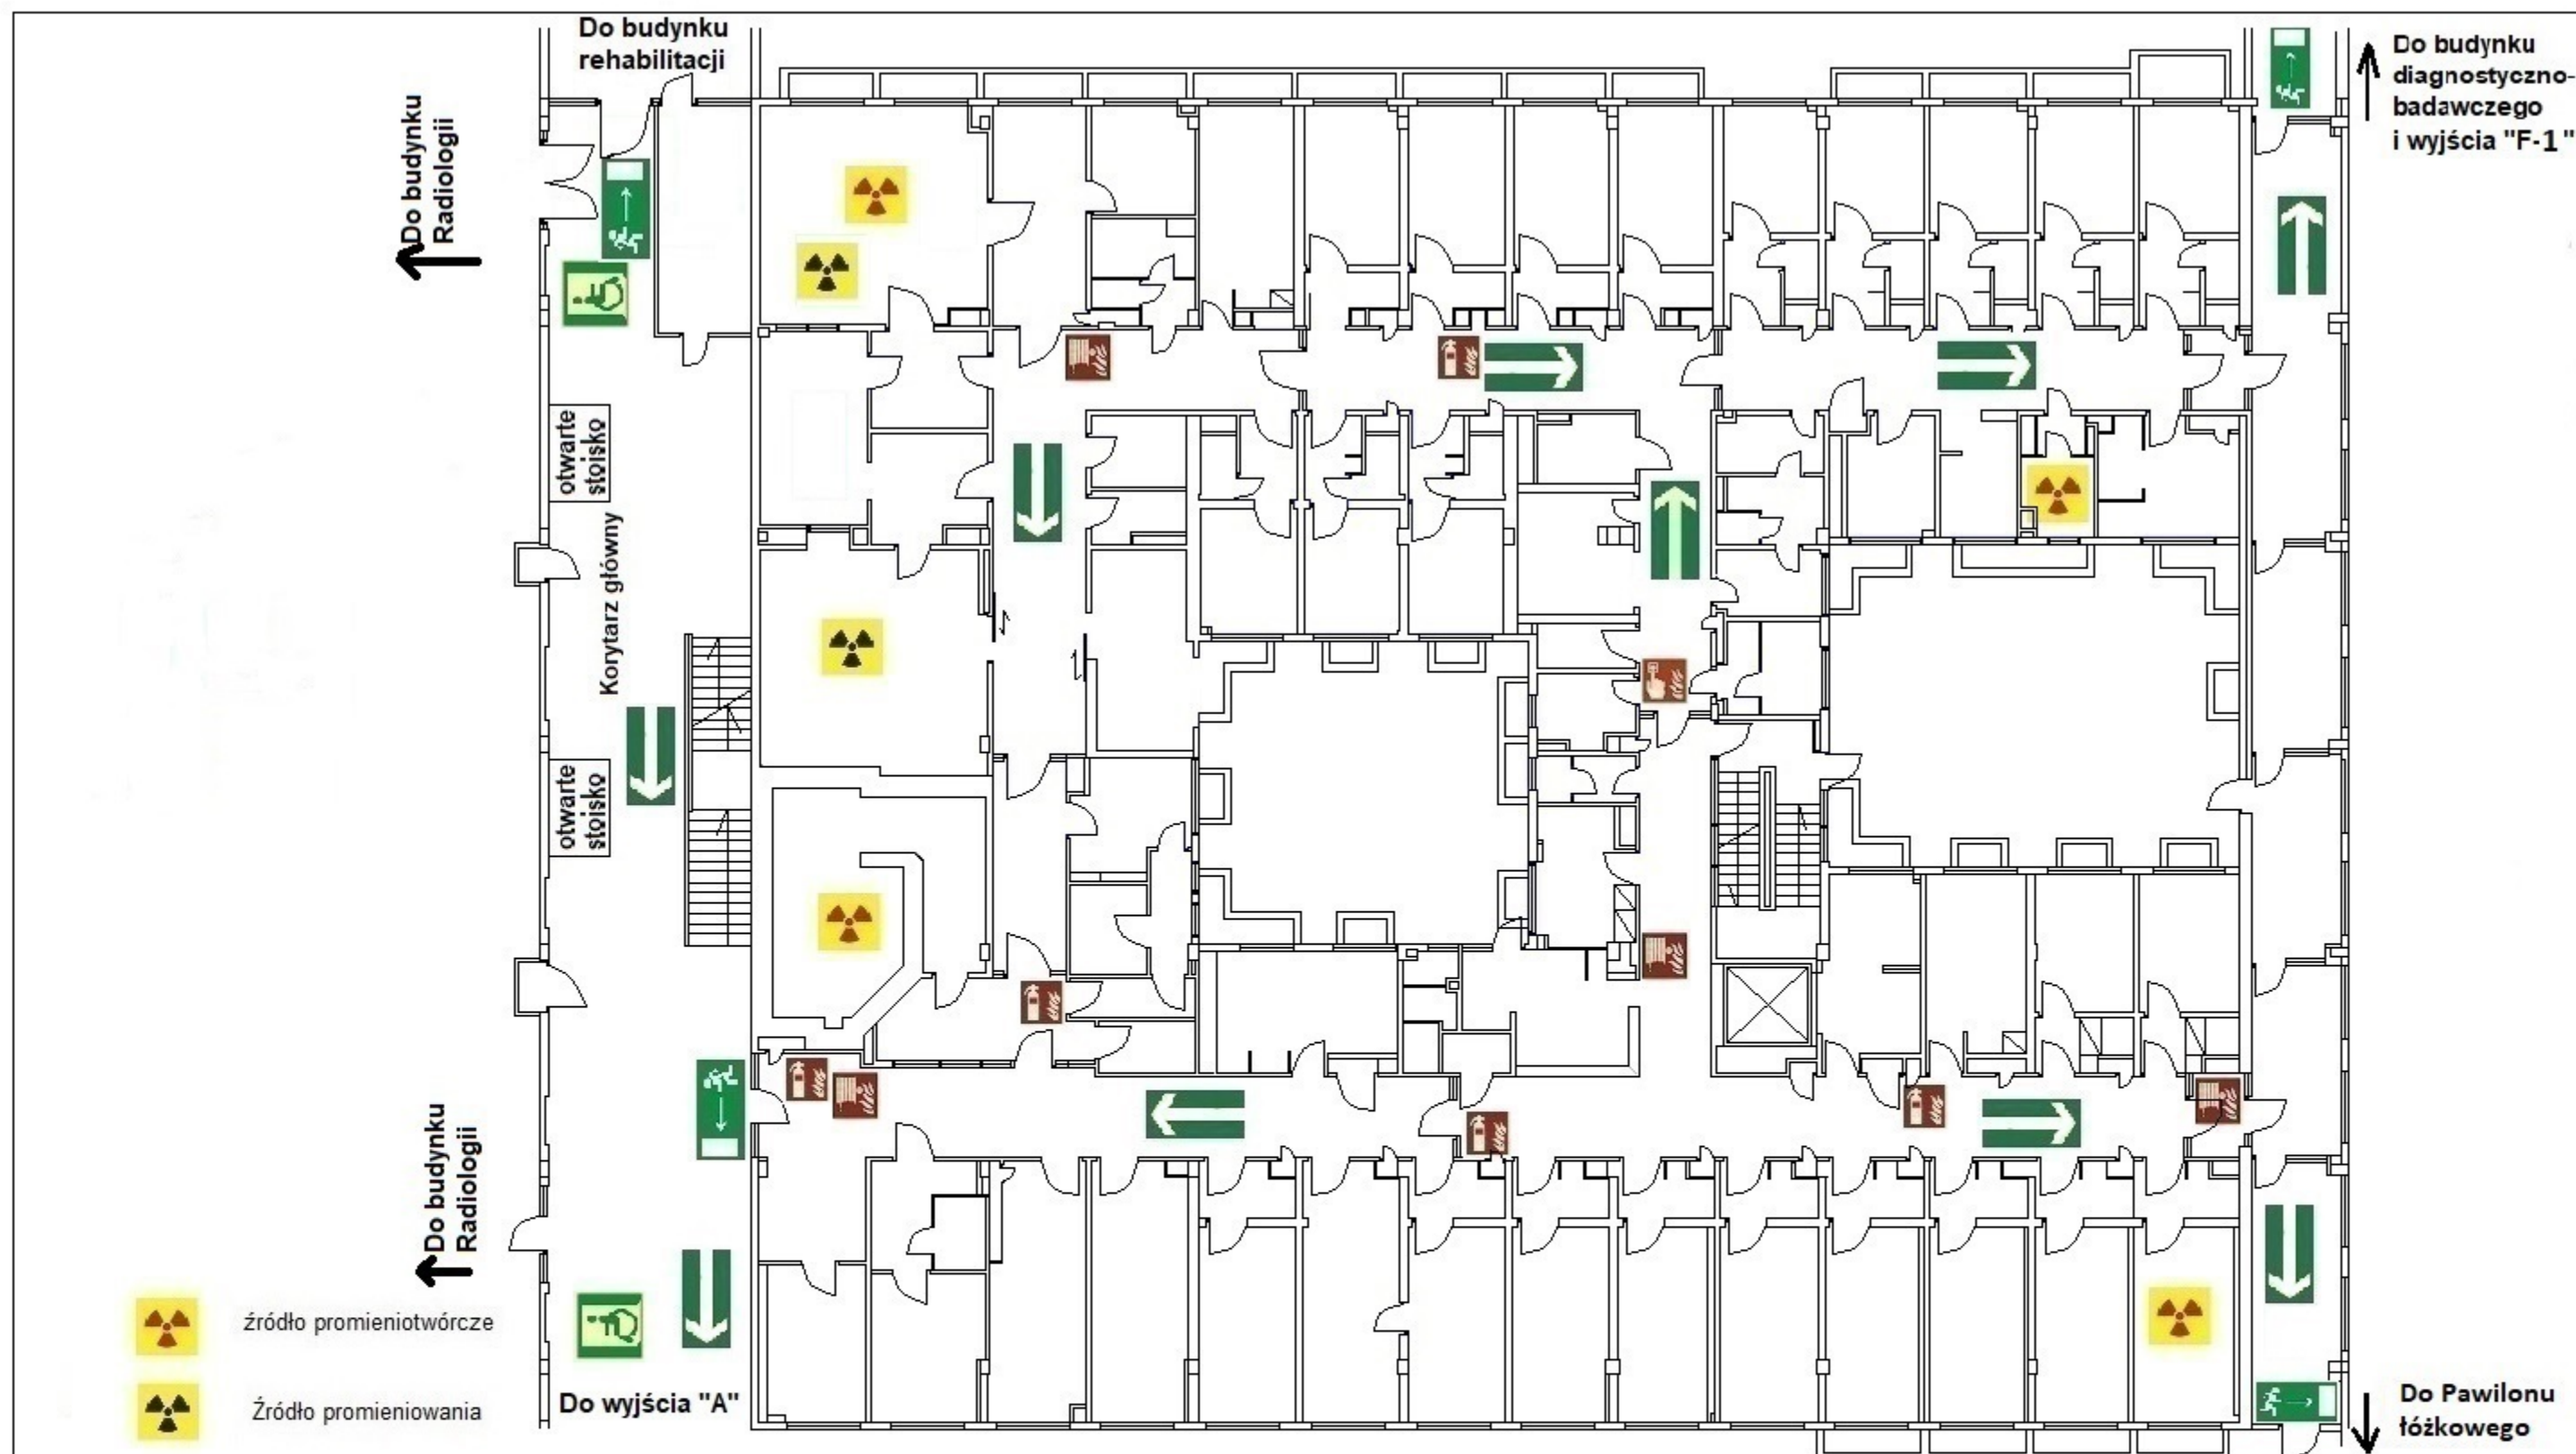 Do budynku
rehabilitacji
Do budynku
diagnostyczno-
badawczego
i wyjścia "F-1"
Do budynku
Radiologii
otwarte
stoisko
Korytarz główny
otwarte
stoisko
Do budynku
Radiologii
źródło promieniotwórcze
Źródło promieniowania
Do wyjścia "A"
Do Pawilonu
łóżkowego